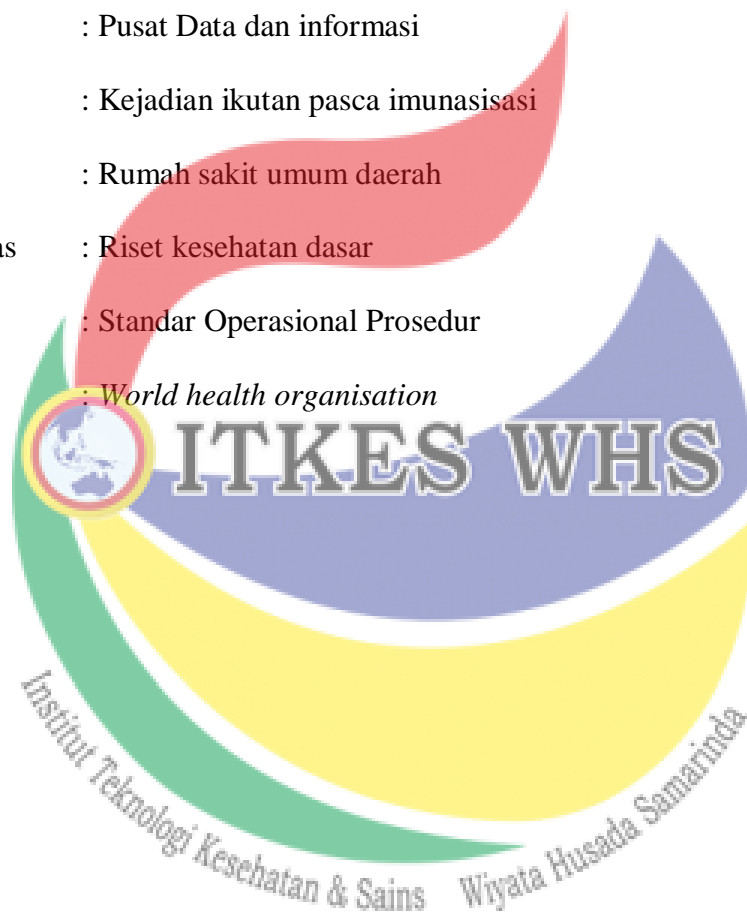 : Pusat Data dan informasi
: Kejadian ikutan pasca imunasisasi
: Rumah sakit umum daerah
as : Riset kesehatan dasar
: Standar Operasional Prosedur
: World health organisation
ITKES WHS
Institut Teknologi Kesehatan & Sains Wiyata Husada Samarinda